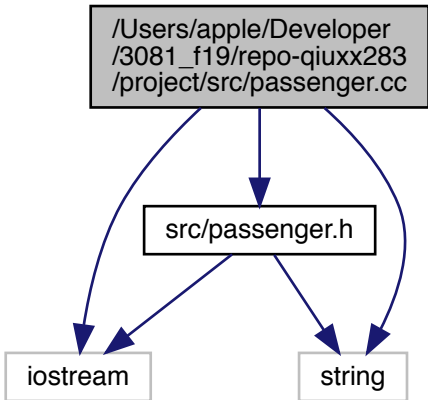 /Users/apple/Developer
/3081_f19/repo-qiuxx283
/project/src/passenger.cc
src/passenger.h
iostream
string